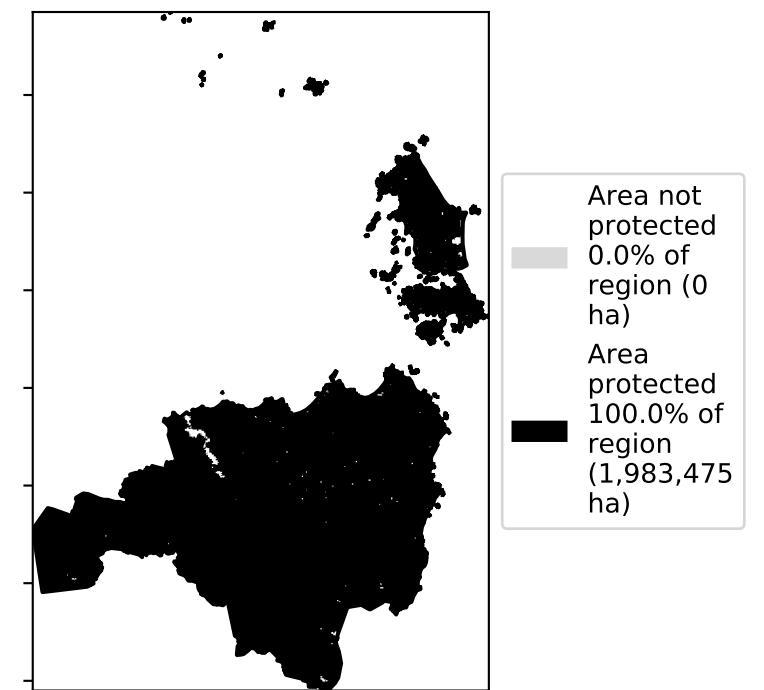 Area not
protected
0.0% of
region (0
ha)
Area
protected
100.0% of
region
(1,983,475
ha)